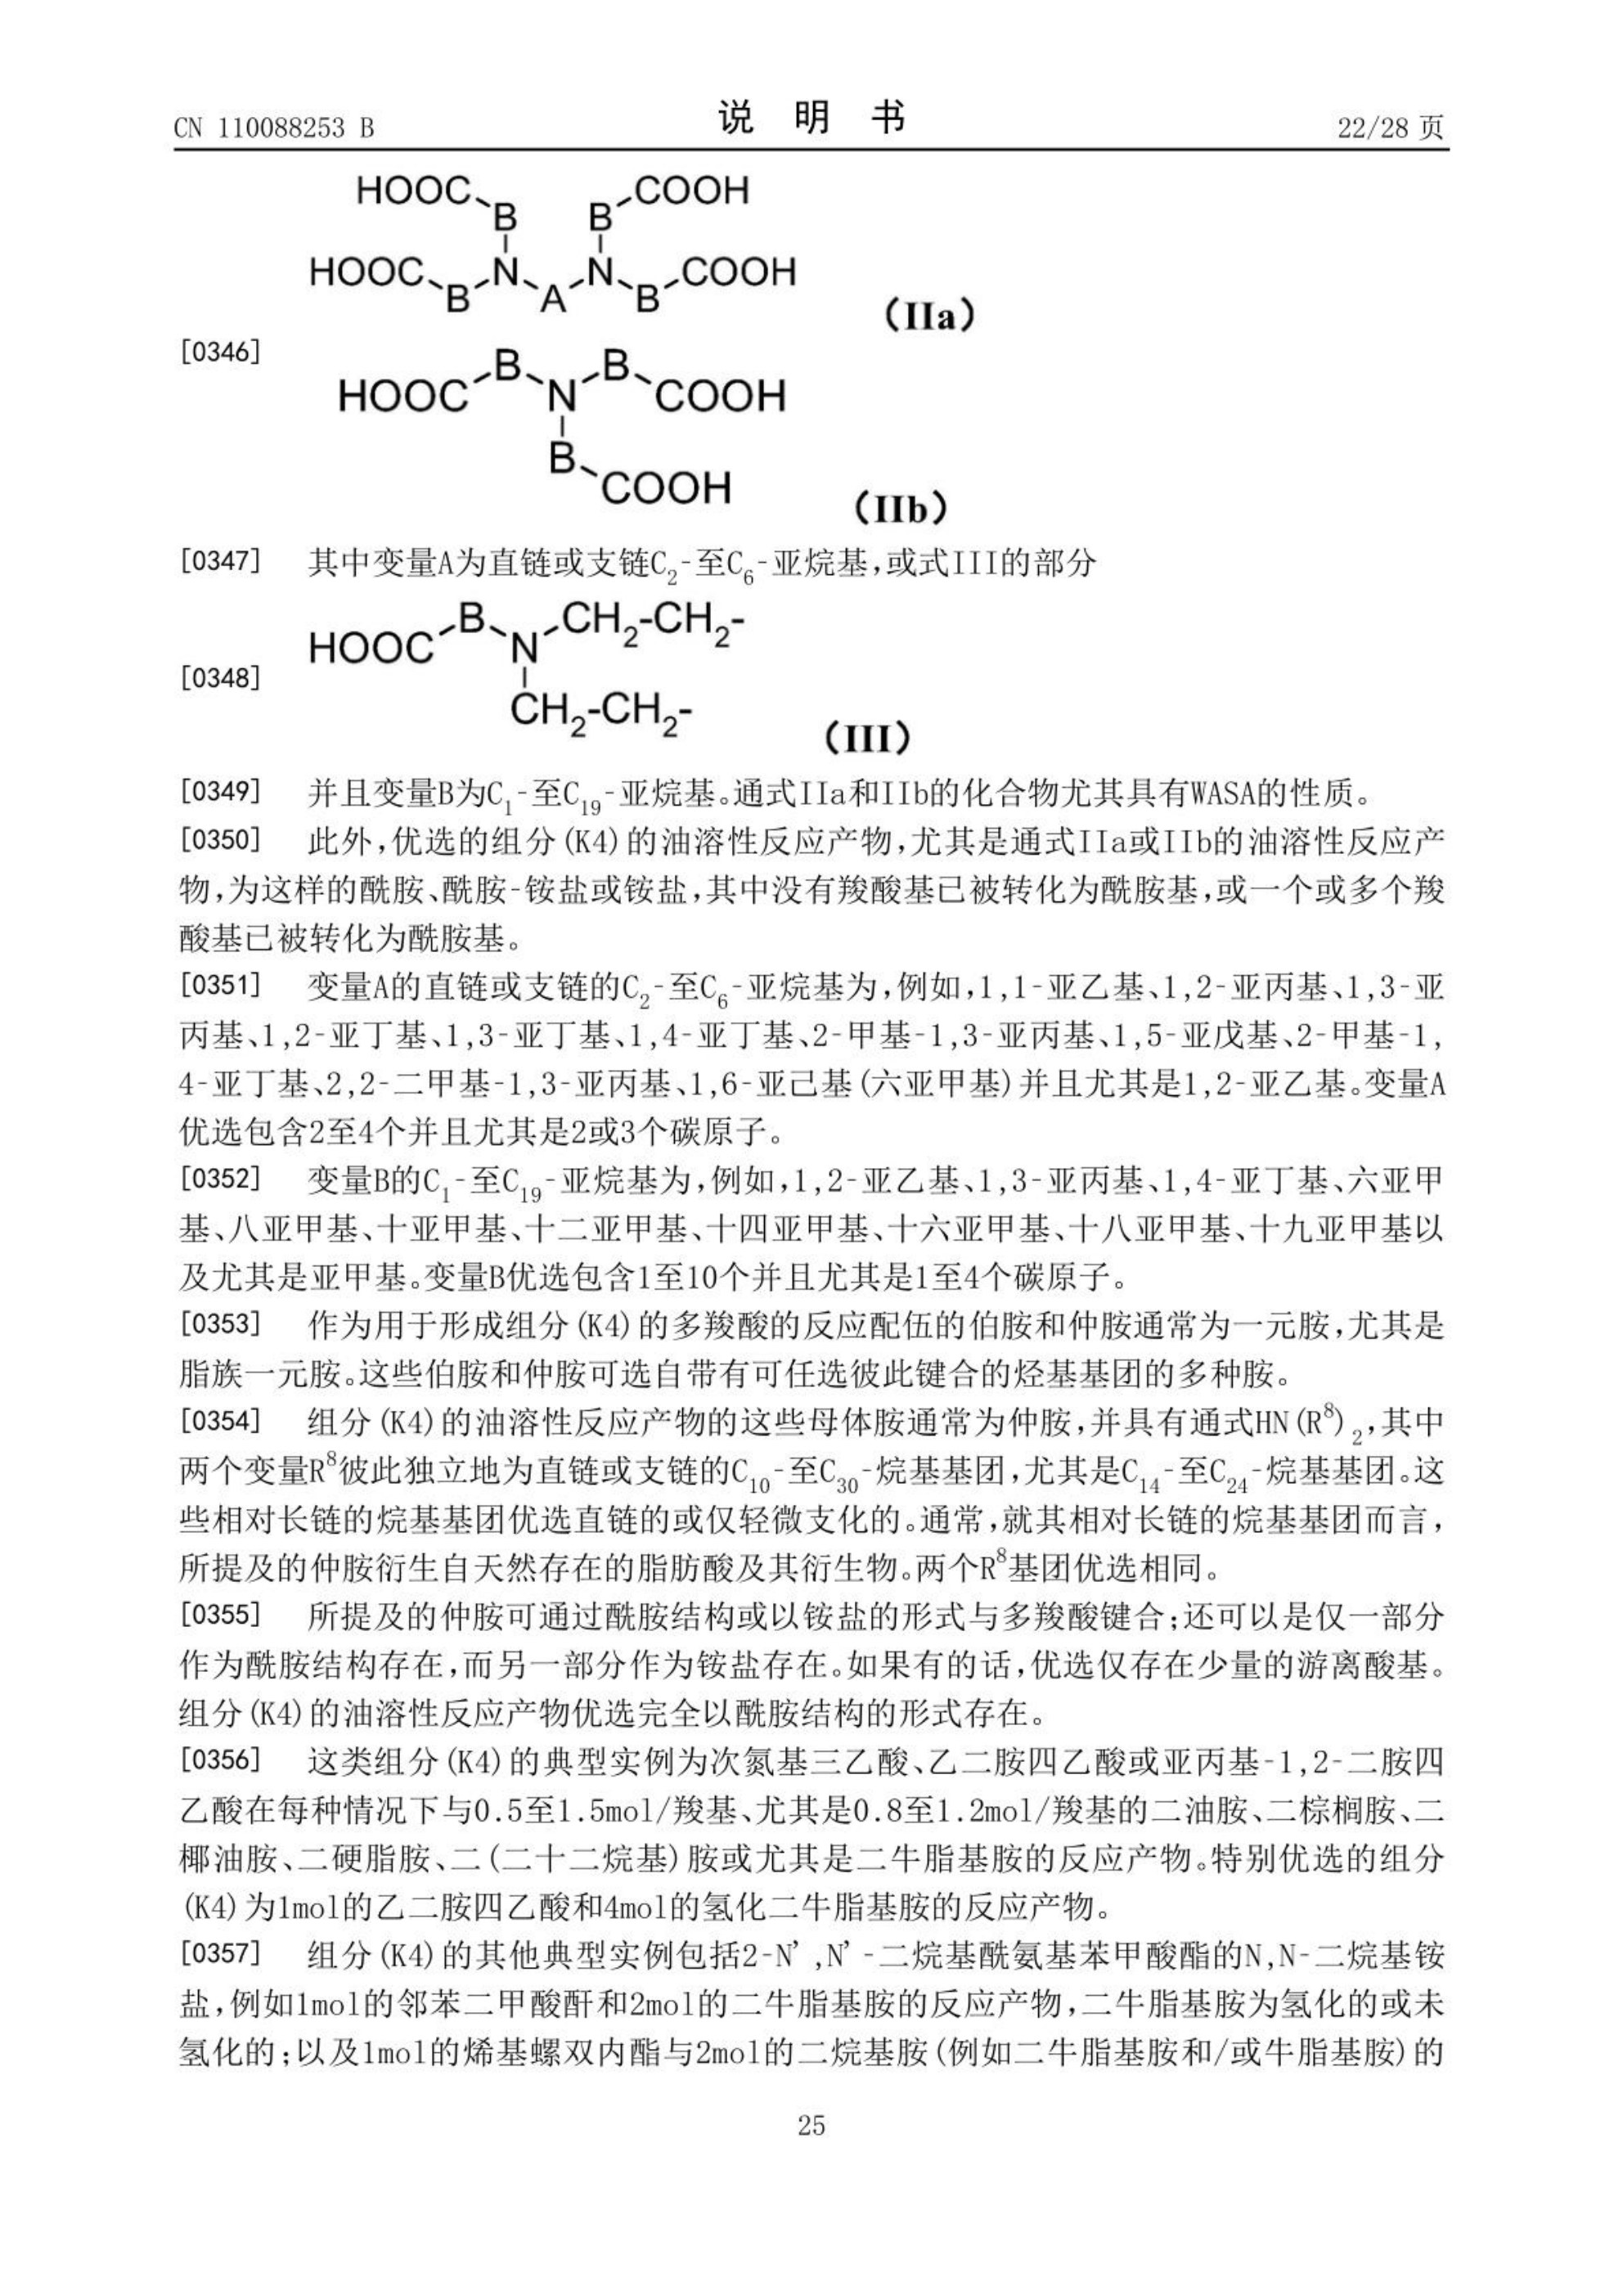 CN 110088253 B
说 明 书
22/28 页
HOOC B B COOH
HOOC B N A N B COOH
(IIa)
[0346]
HOOC B N B COOH
B COOH
(IIb)
[0347] 其中变量A为直链或支链C₂-至C₆-亚烷基,或式III的部分
HOOC B N CH₂-CH₂-
[0348]
CH₂-CH₂-
(III)
[0349] 并且变量B为C₁-至C₁₉-亚烷基。通式IIa和IIb的化合物尤其具有WASA的性质。
[0350] 此外,优选的组分(K4)的油溶性反应产物,尤其是通式IIa或IIb的油溶性反应产
物,为这样的酰胺、酰胺-铵盐或铵盐,其中没有羧酸基已被转化为酰胺基,或一个或多个羧
酸基已被转化为酰胺基。
[0351] 变量A的直链或支链的C₂-至C₆-亚烷基为,例如,1,1-亚乙基、1,2-亚丙基、1,3-亚
丙基、1,2-亚丁基、1,3-亚丁基、1,4-亚丁基、2-甲基-1,3-亚丙基、1,5-亚戊基、2-甲基-1,
4-亚丁基、2,2-二甲基-1,3-亚丙基、1,6-亚己基(六亚甲基)并且尤其是1,2-亚乙基。变量A
优选包含2至4个并且尤其是2或3个碳原子。
[0352] 变量B的C₁-至C₁₉-亚烷基为,例如,1,2-亚乙基、1,3-亚丙基、1,4-亚丁基、六亚甲
基、八亚甲基、十亚甲基、十二亚甲基、十四亚甲基、十六亚甲基、十八亚甲基、十九亚甲基以
及尤其是亚甲基。变量B优选包含1至10个并且尤其是1至4个碳原子。
[0353] 作为用于形成组分(K4)的多羧酸的反应配伍的伯胺和仲胺通常为一元胺,尤其是
脂族一元胺。这些伯胺和仲胺可选自带有可任选彼此键合的烃基基团的多种胺。
[0354] 组分(K4)的油溶性反应产物的这些母体胺通常为仲胺,并具有通式HN(R⁸)₂,其中
两个变量R⁸彼此独立地为直链或支链的C₁₀-至C₃₀-烷基基团,尤其是C₁₄-至C₂₄-烷基基团。这
些相对长链的烷基基团优选直链的或仅轻微支化的。通常,就其相对长链的烷基基团而言,
所提及的仲胺衍生自天然存在的脂肪酸及其衍生物。两个R⁸基团优选相同。
[0355] 所提及的仲胺可通过酰胺结构或以铵盐的形式与多羧酸键合;还可以是仅一部分
作为酰胺结构存在,而另一部分作为铵盐存在。如果有的话,优选仅存在少量的游离酸基。
组分(K4)的油溶性反应产物优选完全以酰胺结构的形式存在。
[0356] 这类组分(K4)的典型实例为次氮基三乙酸、乙二胺四乙酸或亚丙基-1,2-二胺四
乙酸在每种情况下与0.5至1.5mol/羧基、尤其是0.8至1.2mol/羧基的二油胺、二棕榈胺、二
椰油胺、二硬脂胺、二(二十二烷基)胺或尤其是二牛脂基胺的反应产物。特别优选的组分
(K4)为1mol的乙二胺四乙酸和4mol的氢化二牛脂基胺的反应产物。
[0357] 组分(K4)的其他典型实例包括2-N’,N’-二烷基酰氨基苯甲酸酯的N,N-二烷基铵
盐,例如1mol的邻苯二甲酸酐和2mol的二牛脂基胺的反应产物,二牛脂基胺为氢化的或未
氢化的;以及1mol的烯基螺双内酯与2mol的二烷基胺(例如二牛脂基胺和/或牛脂基胺)的
25